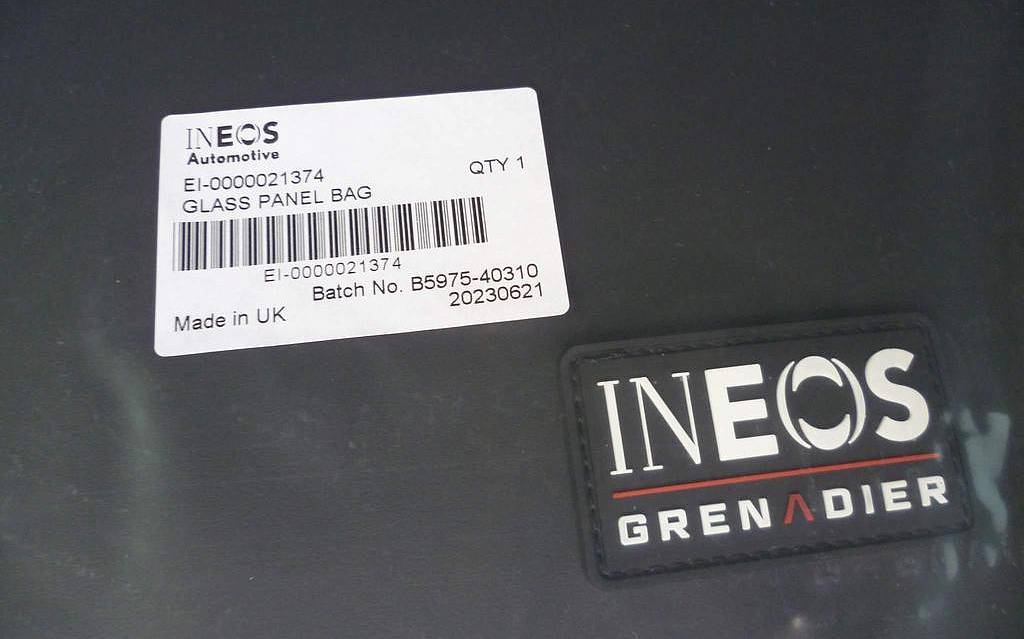 INEOS
Automotive
EI-0000021374
QTY 1
GLASS PANEL BAG
EI-0000021374
Batch No. B5975-40310
20230621
Made in UK
INEOS
GRENADIER